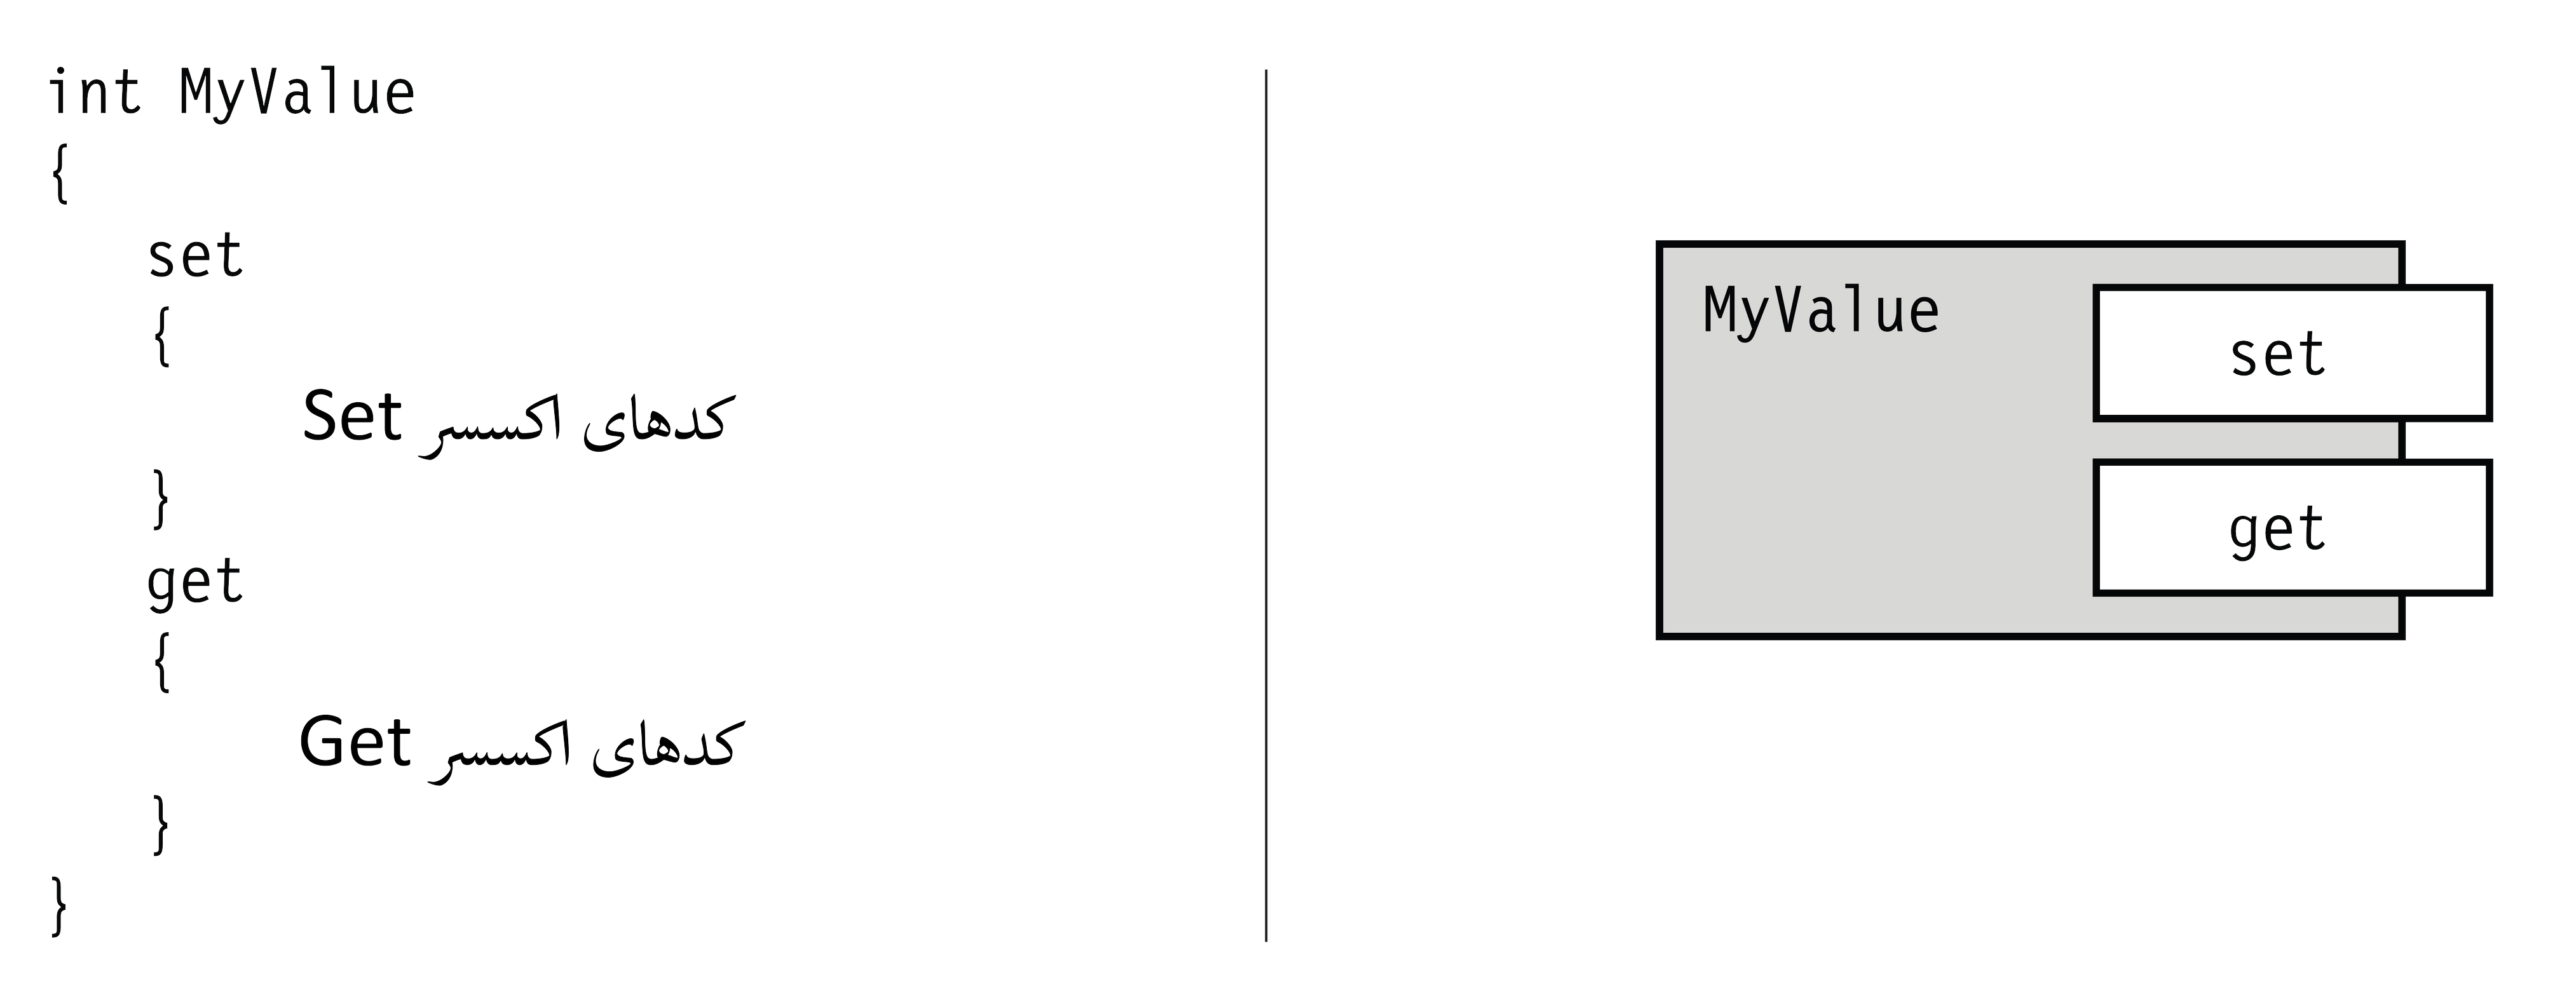 int MyValue
{
set
{
کدهای اکسسر Set
}
get
{
کدهای اکسسر Get
}
}
MyValue
set
get